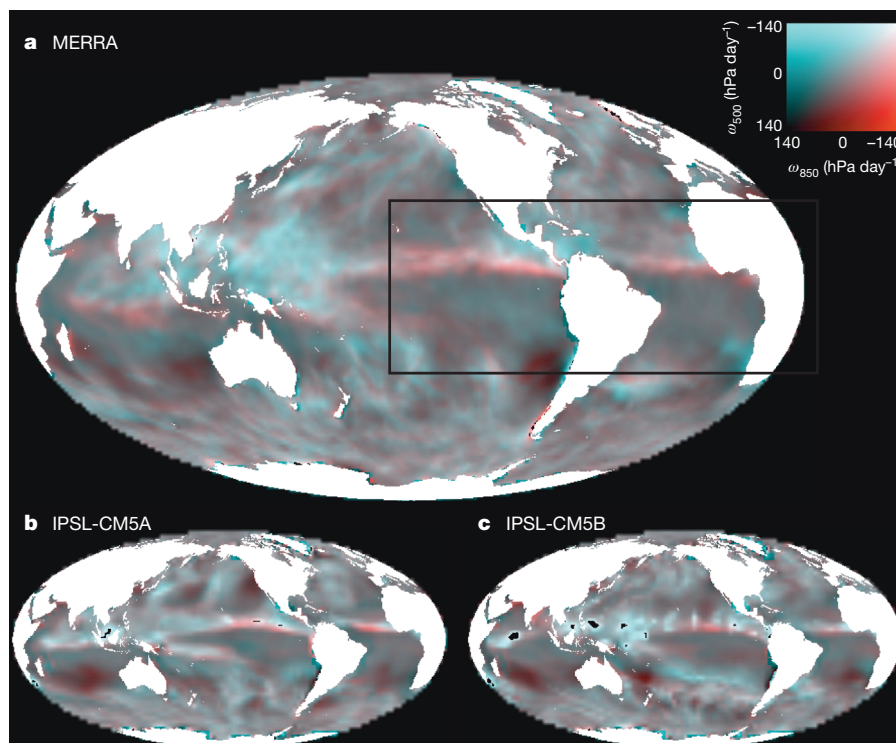 a MERRA
−140
0
140
ω500 (hPa day−1)
140 0 −140
ω850 (hPa day−1)
b IPSL-CM5A
c IPSL-CM5B